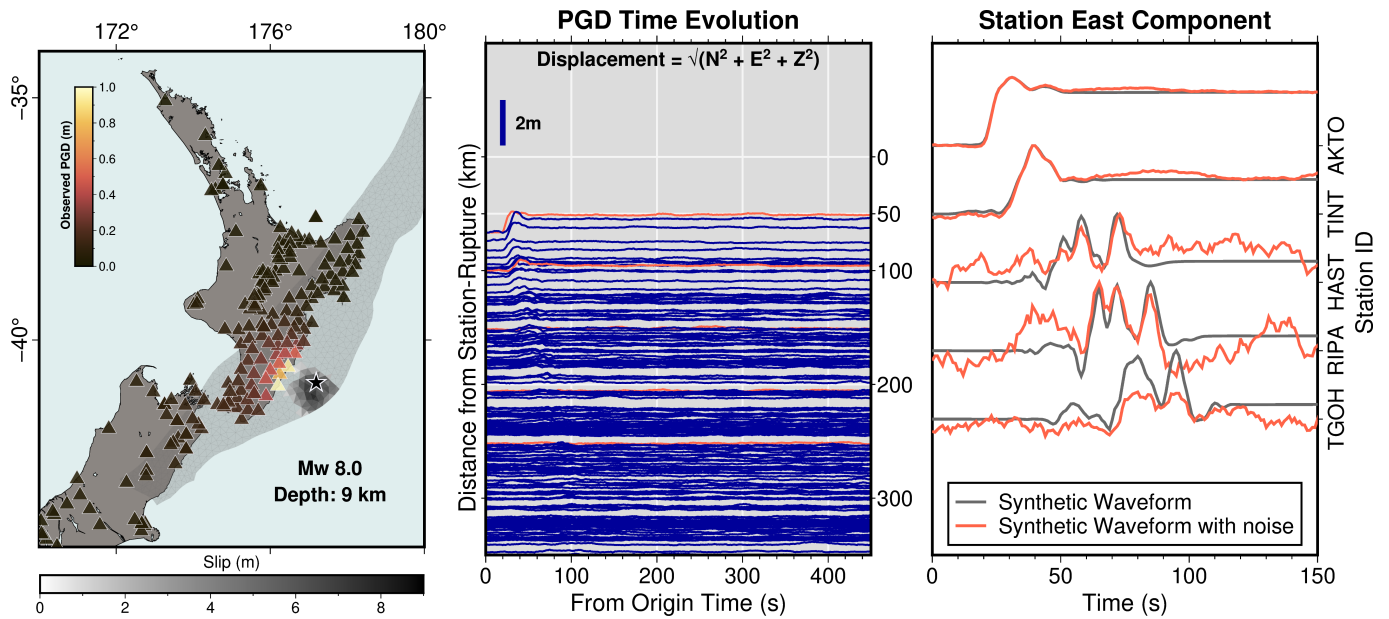 172° 176° 180°
−35°
−40°
Observed PGD (m)
1.0
0.8
0.6
0.4
0.2
0.0
Mw 8.0
Depth: 9 km
Slip (m)
0 2 4 6 8
PGD Time Evolution
Displacement = √(N² + E² + Z²)
2m
Distance from Station-Rupture (km)
0
50
100
200
300
0 100 200 300 400
From Origin Time (s)
Station East Component
AKTO
TINT
HAST
RIPA
TGOH
Station ID
Synthetic Waveform
Synthetic Waveform with noise
0 50 100 150
Time (s)